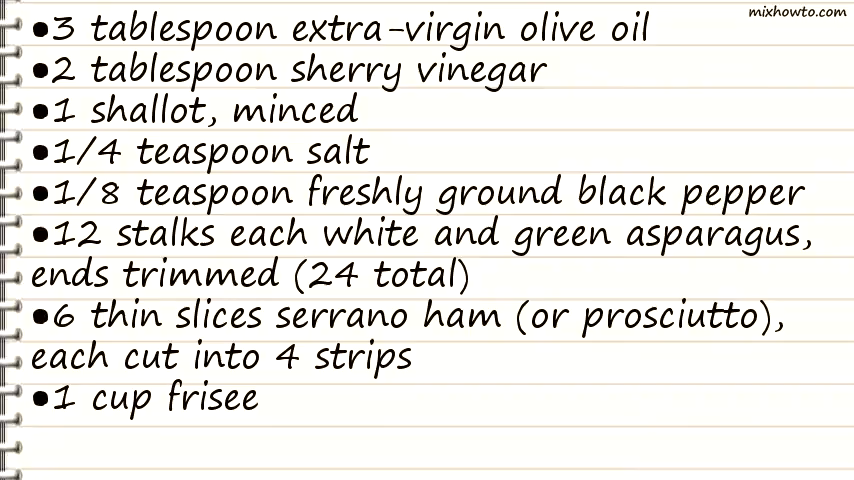 mixhowto.com
•3 tablespoon extra-virgin olive oil
•2 tablespoon sherry vinegar
•1 shallot, minced
•1/4 teaspoon salt
•1/8 teaspoon freshly ground black pepper
•12 stalks each white and green asparagus,
ends trimmed (24 total)
•6 thin slices serrano ham (or prosciutto),
each cut into 4 strips
•1 cup frisee